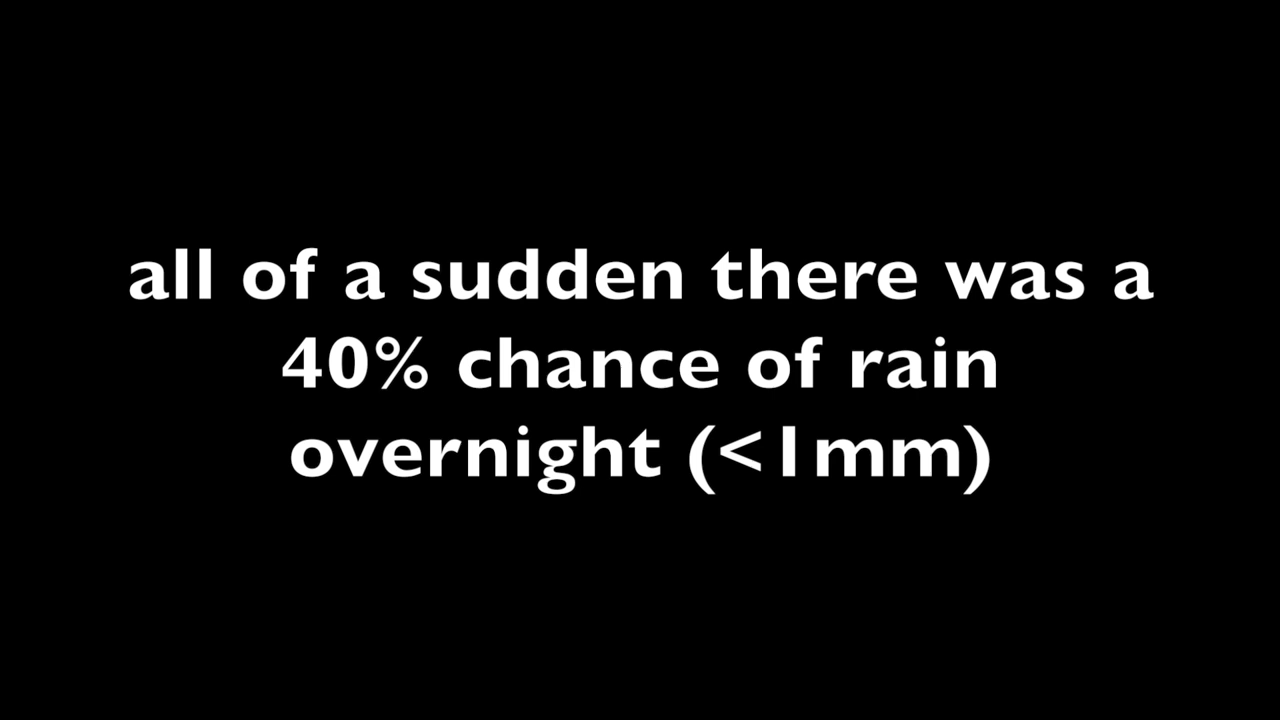 all of a sudden there was a
40% chance of rain
overnight (<1mm)